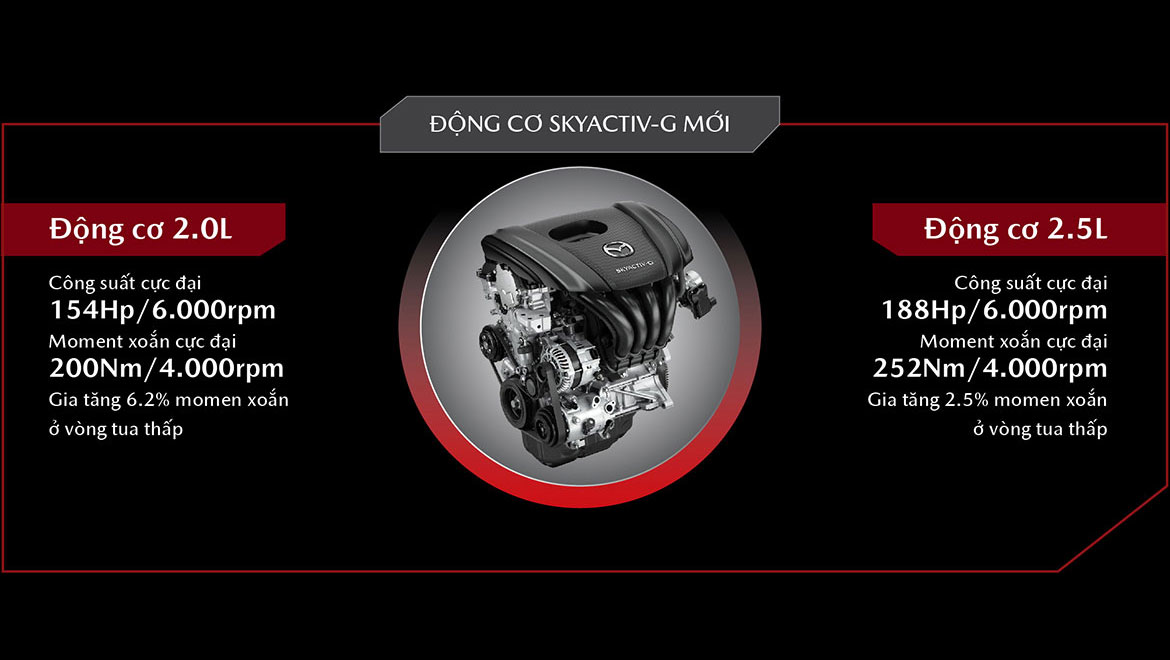 ĐỘNG CƠ SKYACTIV-G MỚI
Động cơ 2.0L
Công suất cực đại
154Hp/6.000rpm
Moment xoắn cực đại
200Nm/4.000rpm
Gia tăng 6.2% momen xoắn
ở vòng tua thấp
SKYACTIV-G
Động cơ 2.5L
Công suất cực đại
188Hp/6.000rpm
Moment xoắn cực đại
252Nm/4.000rpm
Gia tăng 2.5% momen xoắn
ở vòng tua thấp